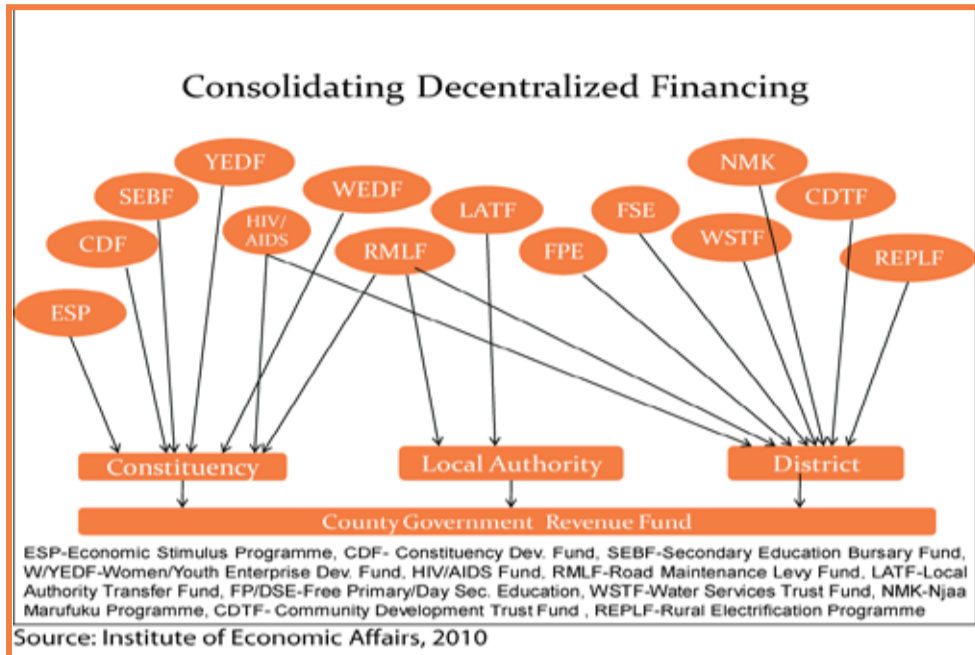 Consolidating Decentralized Financing
YEDF
NMK
SEBF
WEDF
CDTF
LATF
FSE
HIV/
AIDS
CDF
RMLF
FPE
WSTF
REPLF
ESP
Constituency
Local Authority
District
County Government Revenue Fund
ESP-Economic Stimulus Programme, CDF- Constituency Dev. Fund, SEBF-Secondary Education Bursary Fund,
W/YEDF-Women/Youth Enterprise Dev. Fund, HIV/AIDS Fund, RMLF-Road Maintenance Levy Fund, LATF-Local
Authority Transfer Fund, FP/DSE-Free Primary/Day Sec. Education, WSTF-Water Services Trust Fund, NMK-Njaa
Marufuku Programme, CDTF- Community Development Trust Fund , REPLF-Rural Electrification Programme
Source: Institute of Economic Affairs, 2010